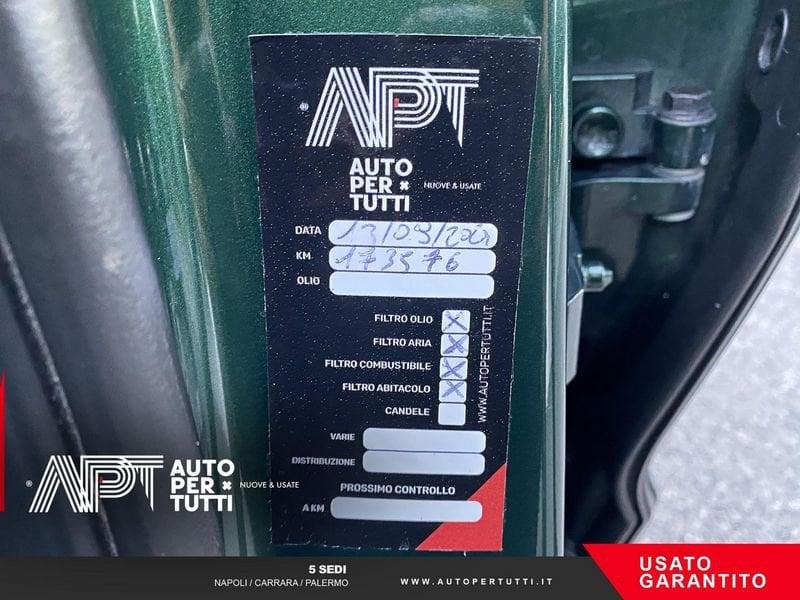 ® APT
AUTO
PER
TUTTI
NUOVE & USATE
DATA 13/09/202
KM 173576
OLIO
FILTRO OLIO X
FILTRO ARIA X
FILTRO COMBUSTIBILE X
FILTRO ABITACOLO X
CANDELE
WWW.AUTOPERTUTTI.IT
VARIE
DISTRIBUZIONE
PROSSIMO CONTROLLO
A KM
® APT AUTO
PER
TUTTI
NUOVE & USATE
5 SEDI
NAPOLI / CARRARA / PALERMO
WWW.AUTOPERTUTTI.IT
USATO
GARANTITO